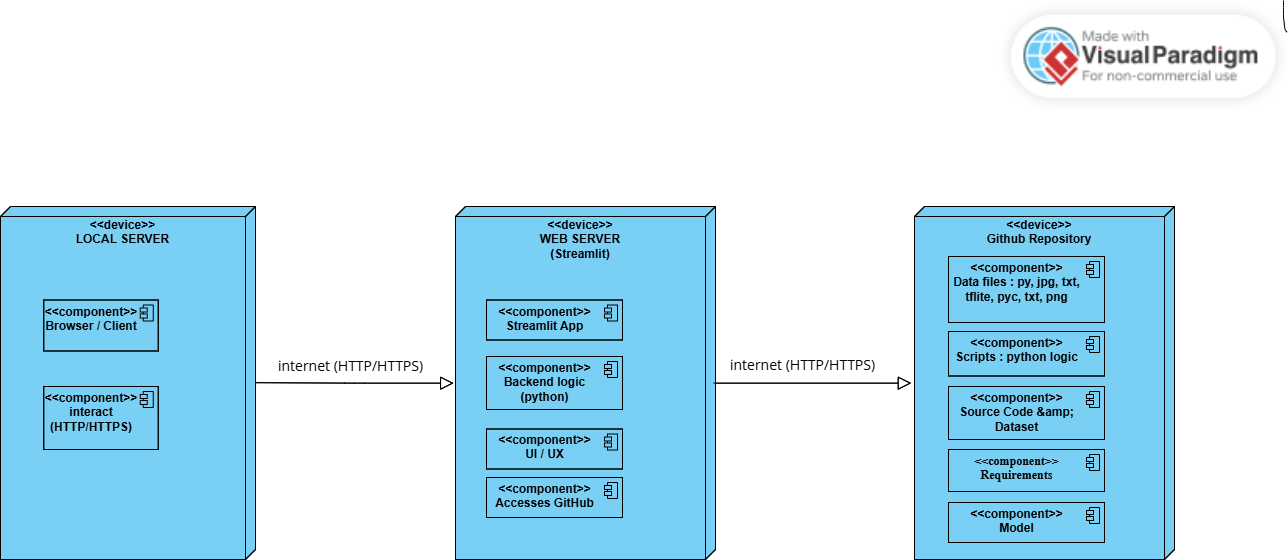 Made with
Visual Paradigm
For non-commercial use
<<device>>
LOCAL SERVER
<<component>>
Browser / Client
<<component>>
interact
(HTTP/HTTPS)
internet (HTTP/HTTPS)
<<device>>
WEB SERVER
(Streamlit)
<<component>>
Streamlit App
<<component>>
Backend logic
(python)
<<component>>
UI / UX
<<component>>
Accesses GitHub
internet (HTTP/HTTPS)
<<device>>
Github Repository
<<component>>
Data files : py, jpg, txt,
tflite, pyc, txt, png
<<component>>
Scripts : python logic
<<component>>
Source Code &amp;
Dataset
<<component>>
Requirements
<<component>>
Model